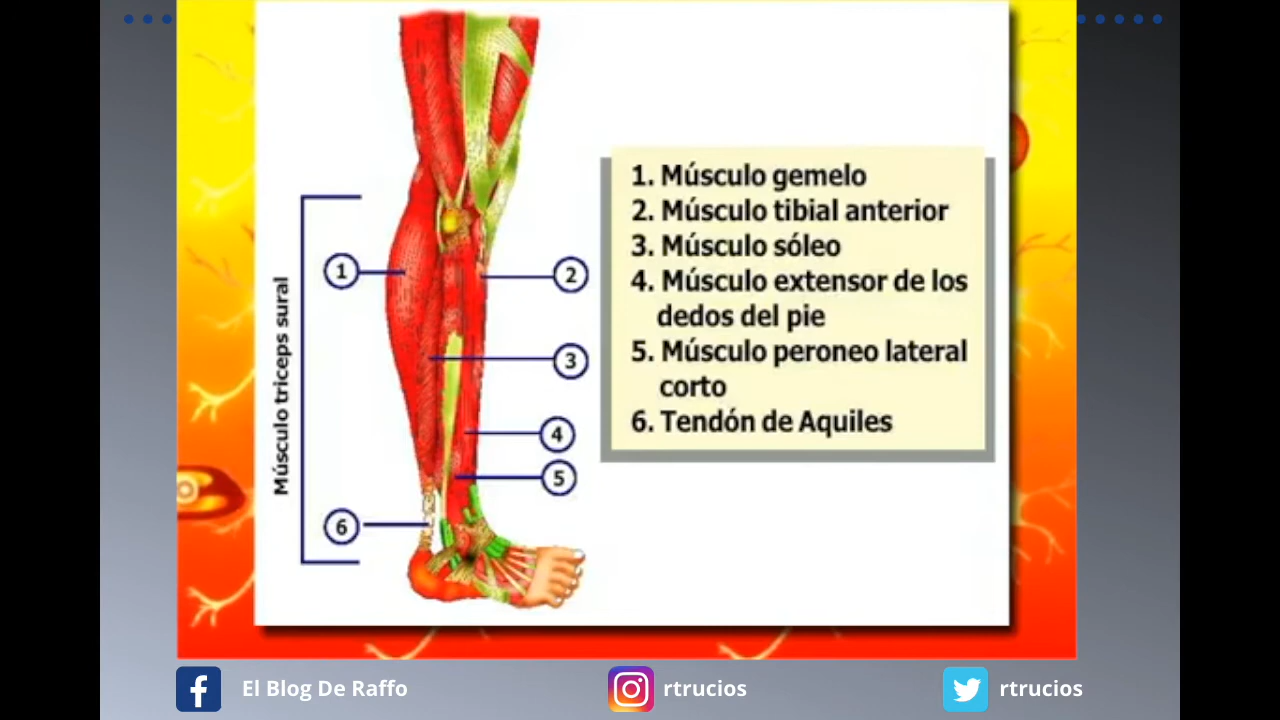 Músculo triceps sural
1
2
3
4
5
6
1. Músculo gemelo
2. Músculo tibial anterior
3. Músculo sóleo
4. Músculo extensor de los
dedos del pie
5. Músculo peroneo lateral
corto
6. Tendón de Aquiles
El Blog De Raffo
rtrucios
rtrucios